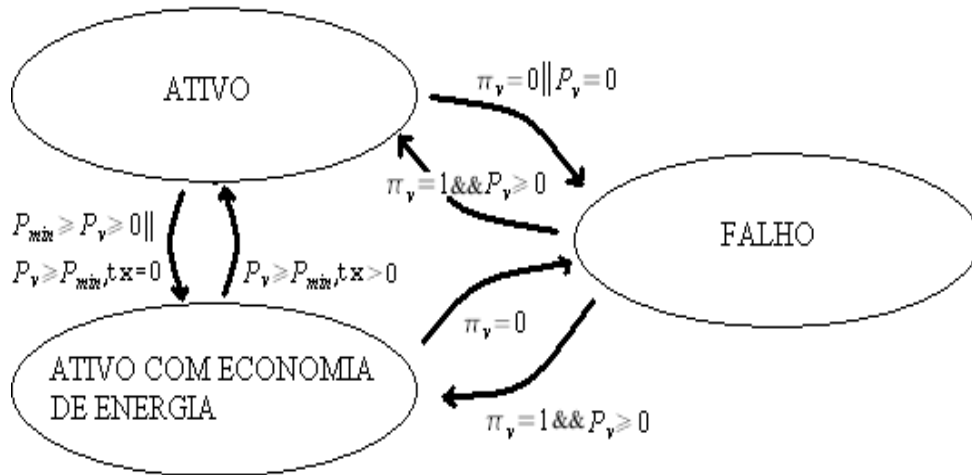 ATIVO
π_v=0||P_v=0
π_v=1&&P_v⩾0
P_min⩾P_v⩾0||
P_v⩾P_min,tx=0
P_v⩾P_min,tx>0
FALHO
π_v=0
ATIVO COM ECONOMIA
DE ENERGIA
π_v=1&&P_v⩾0